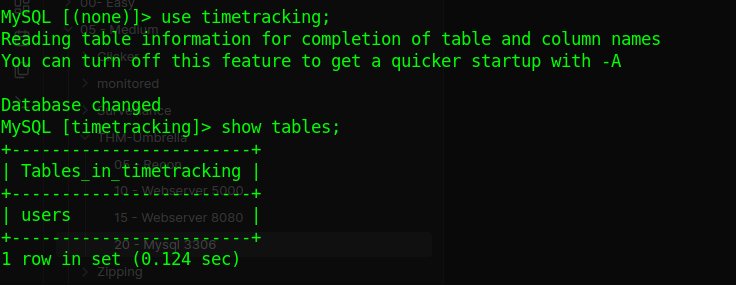 00- Easy
MySQL [(none)]> use timetracking;
05 - Medium
Reading table information for completion of table and column names
Clicker
You can turn off this feature to get a quicker startup with -A
monitored
Database changed
Surveillance
MySQL [timetracking]> show tables;
THM-Umbrella
+------------------------+
05 - Recon
| Tables_in_timetracking |
10 - Webserver 5000
+------------------------+
| users                  |
15 - Webserver 8080
+------------------------+
20 - Mysql 3306
1 row in set (0.124 sec)
Zipping